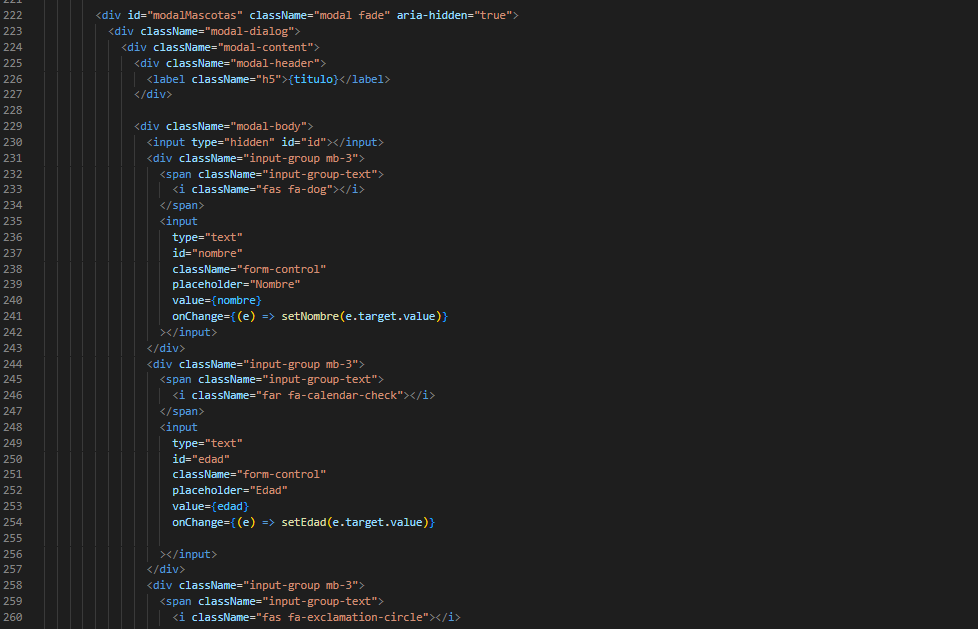 221
222 <div id="modalMascotas" className="modal fade" aria-hidden="true">
223 <div className="modal-dialog">
224 <div className="modal-content">
225 <div className="modal-header">
226 <label className="h5">{titulo}</label>
227 </div>
228
229 <div className="modal-body">
230 <input type="hidden" id="id"></input>
231 <div className="input-group mb-3">
232 <span className="input-group-text">
233 <i className="fas fa-dog"></i>
234 </span>
235 <input
236 type="text"
237 id="nombre"
238 className="form-control"
239 placeholder="Nombre"
240 value={nombre}
241 onChange={(e) => setNombre(e.target.value)}
242 ></input>
243 </div>
244 <div className="input-group mb-3">
245 <span className="input-group-text">
246 <i className="far fa-calendar-check"></i>
247 </span>
248 <input
249 type="text"
250 id="edad"
251 className="form-control"
252 placeholder="Edad"
253 value={edad}
254 onChange={(e) => setEdad(e.target.value)}
255
256 ></input>
257 </div>
258 <div className="input-group mb-3">
259 <span className="input-group-text">
260 <i className="fas fa-exclamation-circle"></i>